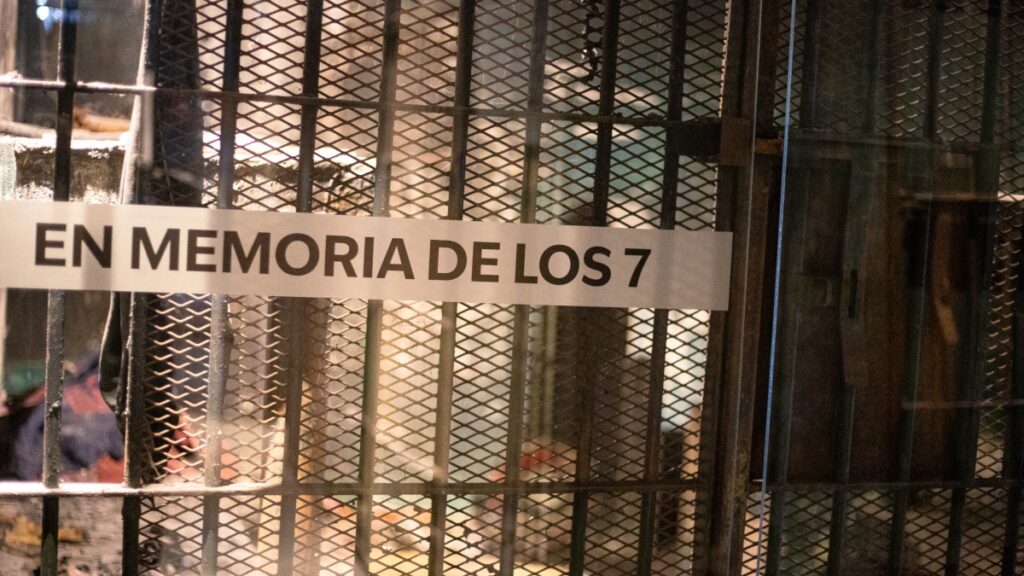 EN MEMORIA DE LOS 7